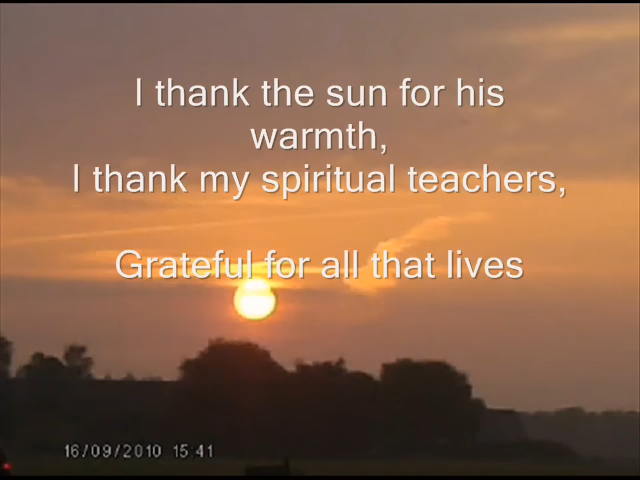 I thank the sun for his
warmth,
I thank my spiritual teachers,
Grateful for all that lives
16/09/2010 15:41